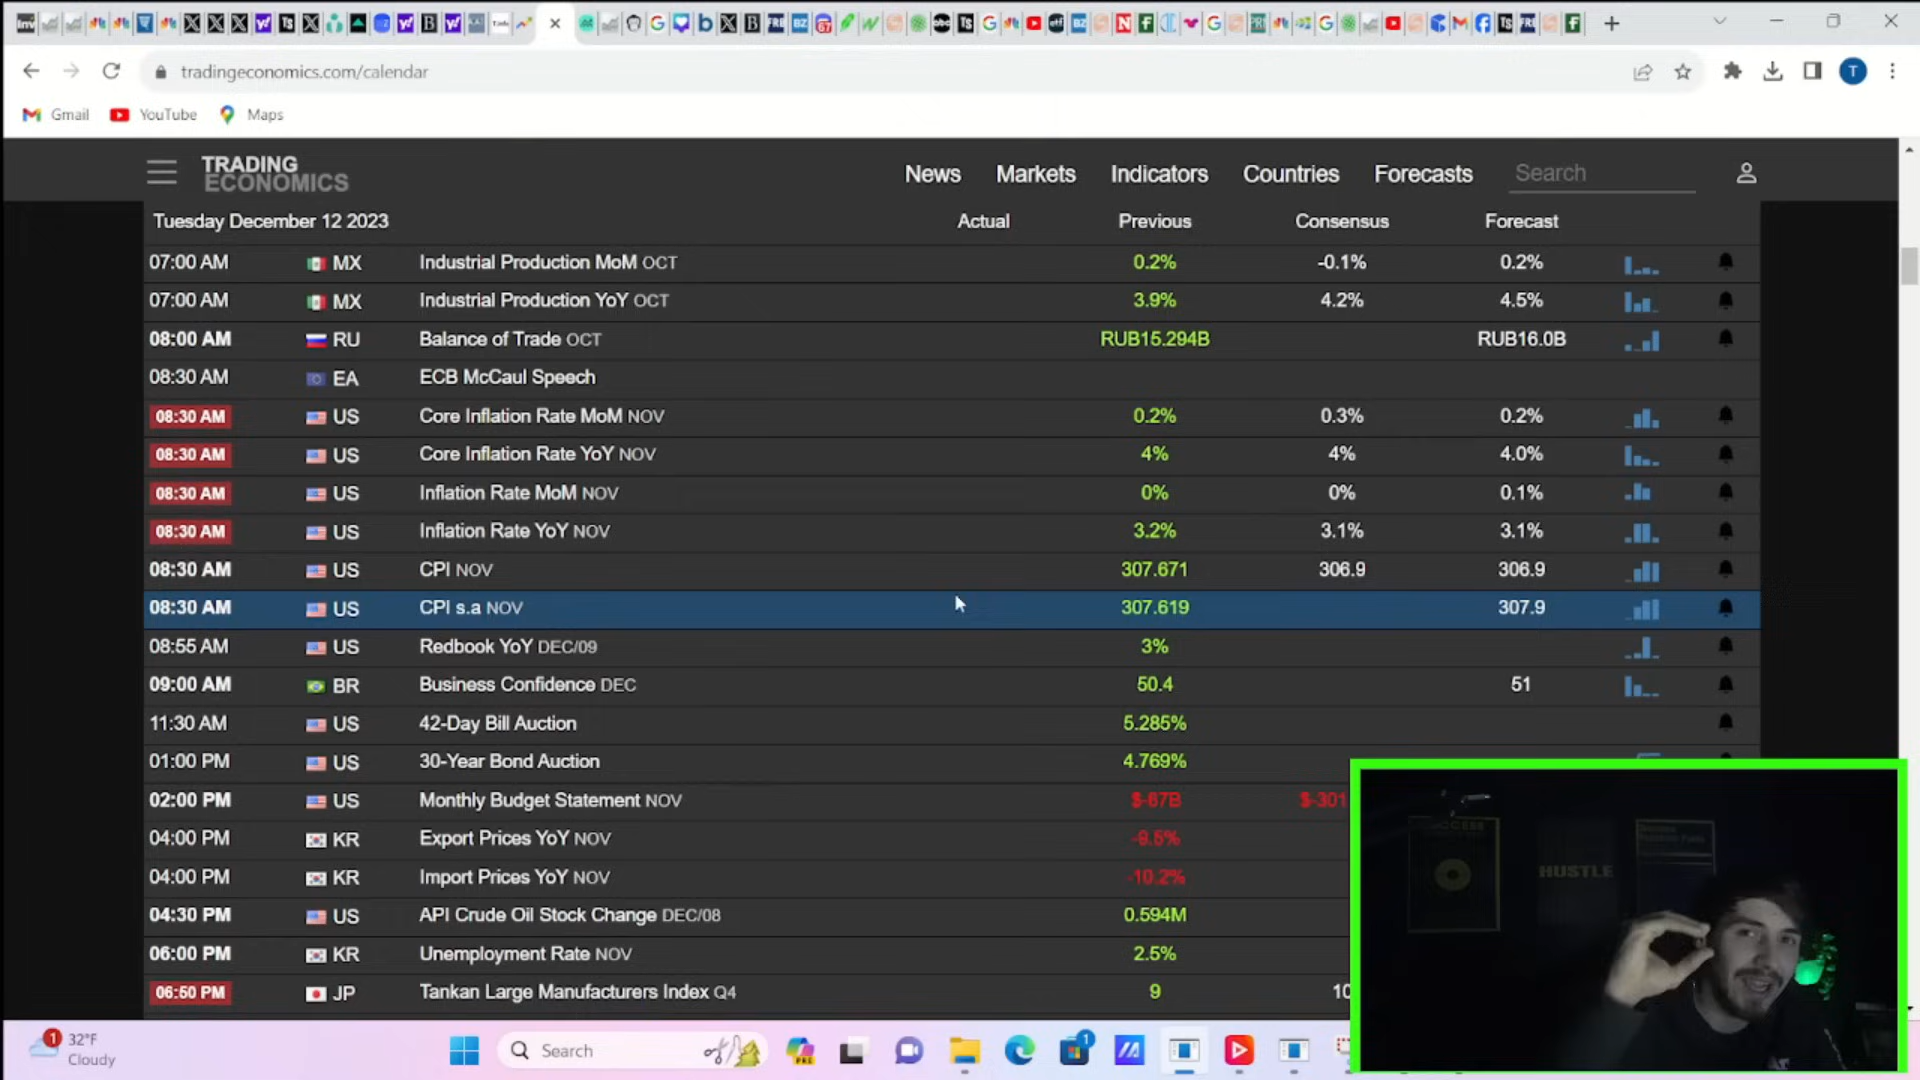 tradingeconomics.com/calendar
T
Gmail YouTube Maps
TRADING
ECONOMICS
News Markets Indicators Countries Forecasts Search
Tuesday December 12 2023 Actual Previous Consensus Forecast
07:00 AM MX Industrial Production MoM OCT 0.2% -0.1% 0.2%
07:00 AM MX Industrial Production YoY OCT 3.9% 4.2% 4.5%
08:00 AM RU Balance of Trade OCT RUB15.294B RUB16.0B
08:30 AM EA ECB McCaul Speech
08:30 AM US Core Inflation Rate MoM NOV 0.2% 0.3% 0.2%
08:30 AM US Core Inflation Rate YoY NOV 4% 4% 4.0%
08:30 AM US Inflation Rate MoM NOV 0% 0% 0.1%
08:30 AM US Inflation Rate YoY NOV 3.2% 3.1% 3.1%
08:30 AM US CPI NOV 307.671 306.9 306.9
08:30 AM US CPI s.a NOV 307.619 307.9
08:55 AM US Redbook YoY DEC/09 3%
09:00 AM BR Business Confidence DEC 50.4 51
11:30 AM US 42-Day Bill Auction 5.285%
01:00 PM US 30-Year Bond Auction 4.769%
02:00 PM US Monthly Budget Statement NOV $-67B $-301
04:00 PM KR Export Prices YoY NOV -9.5%
04:00 PM KR Import Prices YoY NOV -10.2%
04:30 PM US API Crude Oil Stock Change DEC/08 0.594M
06:00 PM KR Unemployment Rate NOV 2.5%
06:50 PM JP Tankan Large Manufacturers Index Q4 9 10
SUCCESS
HUSTLE
1 32°F
Cloudy
Search
1